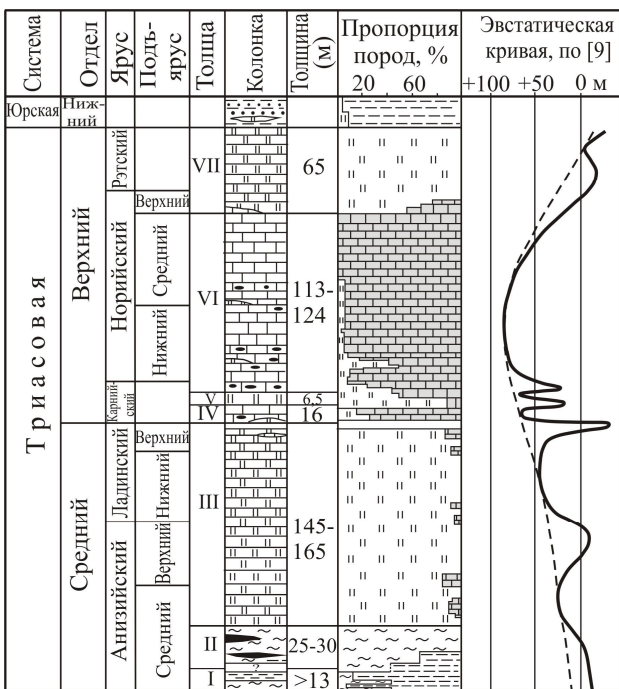 Система
Отдел
Ярус
Подъ-
ярус
Толща
Колонка
Толщина
(м)
Пропорция
пород, %
20 60
Эвстатическая
кривая, по [9]
+100 +50 0 м
Юрская
Ниж-
ний
Триасовая
Верхний
Средний
Рэтский
Норийский
Карний-
ский
Ладинский
Анизийский
Верхний
Средний
Нижний
Верхний
Нижний
Верхний
Средний
VII
VI
V
IV
III
II
I
65
113-
124
6,5
16
145-
165
25-30
>13
?